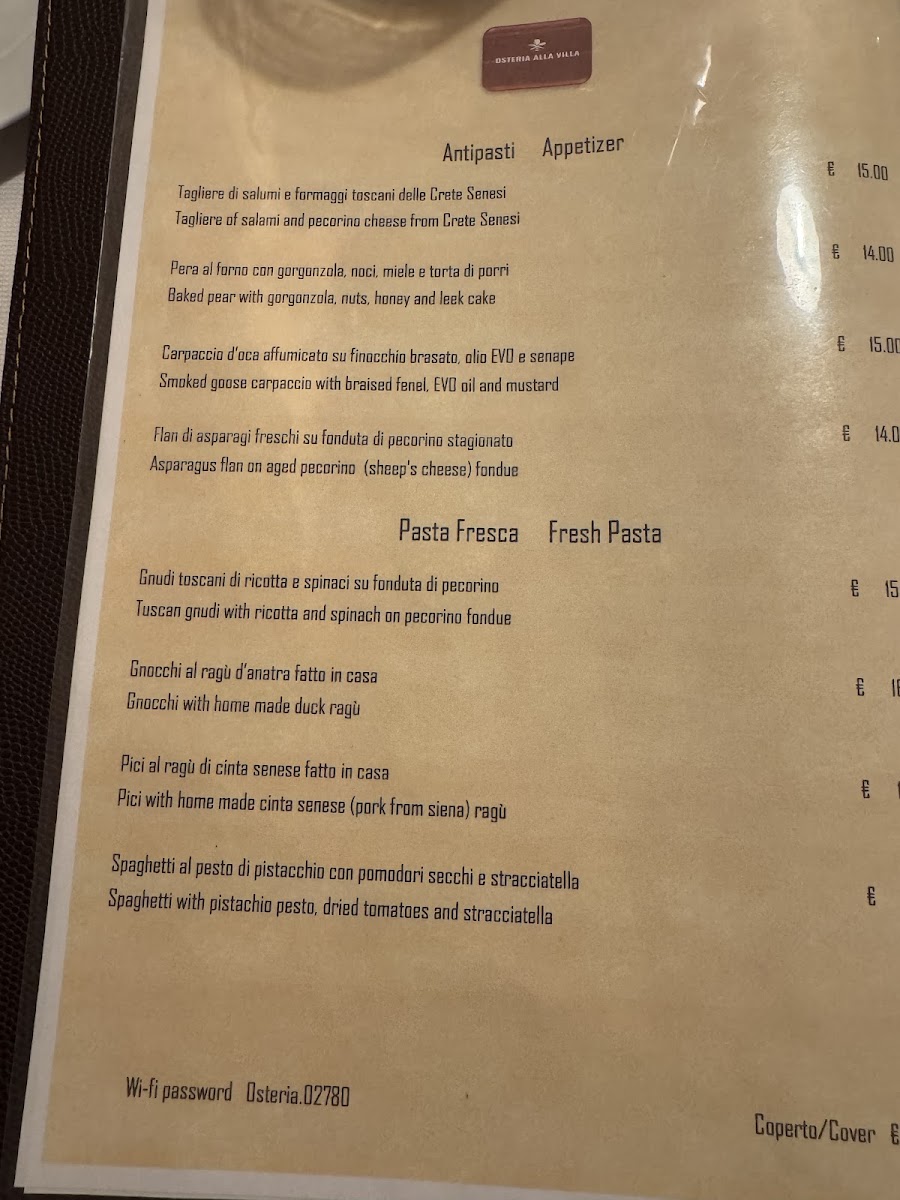 OSTERIA ALLA VILLA
Antipasti Appetizer
€ 15.00
Tagliere di salumi e formaggi toscani delle Crete Senesi
Tagliere of salami and pecorino cheese from Crete Senesi
€ 14.00
Pera al forno con gorgonzola, noci, miele e torta di porri
Baked pear with gorgonzola, nuts, honey and leek cake
€ 15.00
Carpaccio d'oca affumicato su finocchio brasato, olio EVO e senape
Smoked goose carpaccio with braised fenel, EVO oil and mustard
€ 14.0
Flan di asparagi freschi su fonduta di pecorino stagionato
Asparagus flan on aged pecorino (sheep's cheese) fondue
Pasta Fresca Fresh Pasta
€ 15
Gnudi toscani di ricotta e spinaci su fonduta di pecorino
Tuscan gnudi with ricotta and spinach on pecorino fondue
€
Gnocchi al ragù d'anatra fatto in casa
Gnocchi with home made duck ragù
€
Pici al ragù di cinta senese fatto in casa
Pici with home made cinta senese (pork from siena) ragù
€
Spaghetti al pesto di pistacchio con pomodori secchi e stracciatella
Spaghetti with pistachio pesto, dried tomatoes and stracciatella
Wi-fi password Osteria.02780
Coperto/Cover €